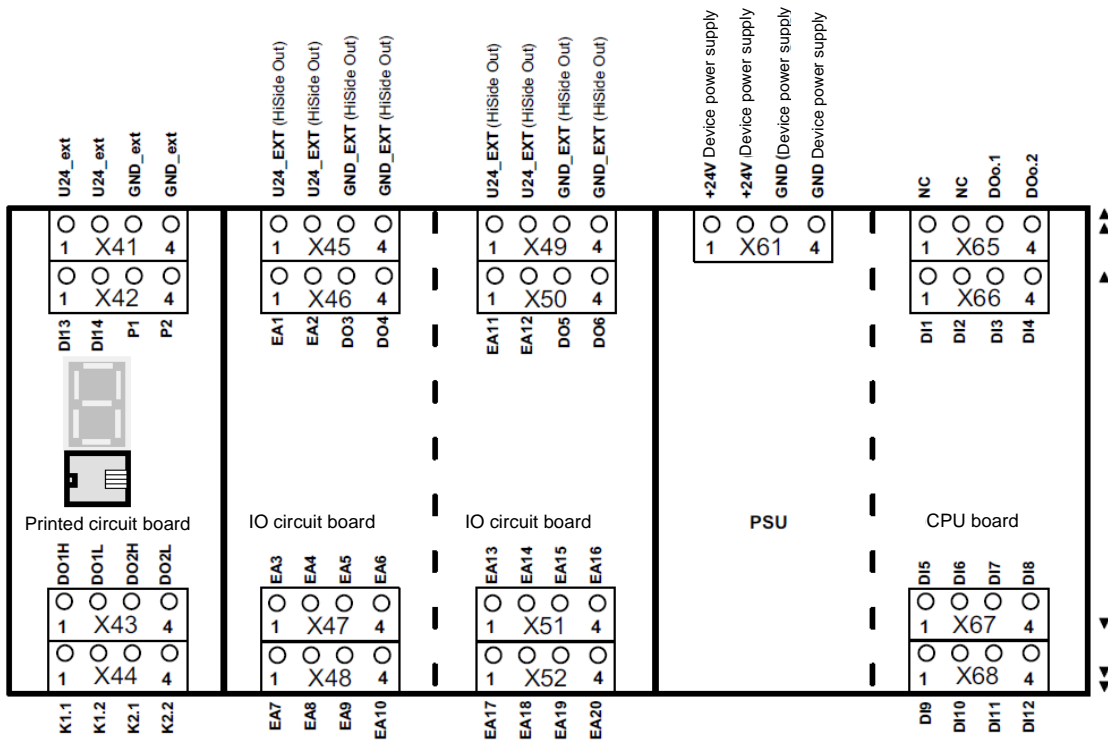 U24_ext
U24_ext
GND_ext
GND_ext
U24_EXT (HiSide Out)
U24_EXT (HiSide Out)
GND_EXT (HiSide Out)
GND_EXT (HiSide Out)
U24_EXT (HiSide Out)
U24_EXT (HiSide Out)
GND_EXT (HiSide Out)
GND_EXT (HiSide Out)
+24V Device power supply
+24V (Device power supply
GND (Device power supply
GND Device power supply
NC
NC
DOo.1
DOo.2
1 X41 4
1 X45 4
1 X49 4
1 X61 4
1 X65 4
1 X42 4
1 X46 4
1 X50 4
1 X66 4
DI13
DI14
P1
P2
EA1
EA2
DO3
DO4
EA11
EA12
DO5
DO6
DI1
DI2
DI3
DI4
Printed circuit board
IO circuit board
IO circuit board
PSU
CPU board
DO1H
DO1L
DO2H
DO2L
EA3
EA4
EA5
EA6
EA13
EA14
EA15
EA16
DI5
DI6
DI7
DI8
1 X43 4
1 X47 4
1 X51 4
1 X67 4
1 X44 4
1 X48 4
1 X52 4
1 X68 4
K1.1
K1.2
K2.1
K2.2
EA7
EA8
EA9
EA10
EA17
EA18
EA19
EA20
DI9
DI10
DI11
DI12